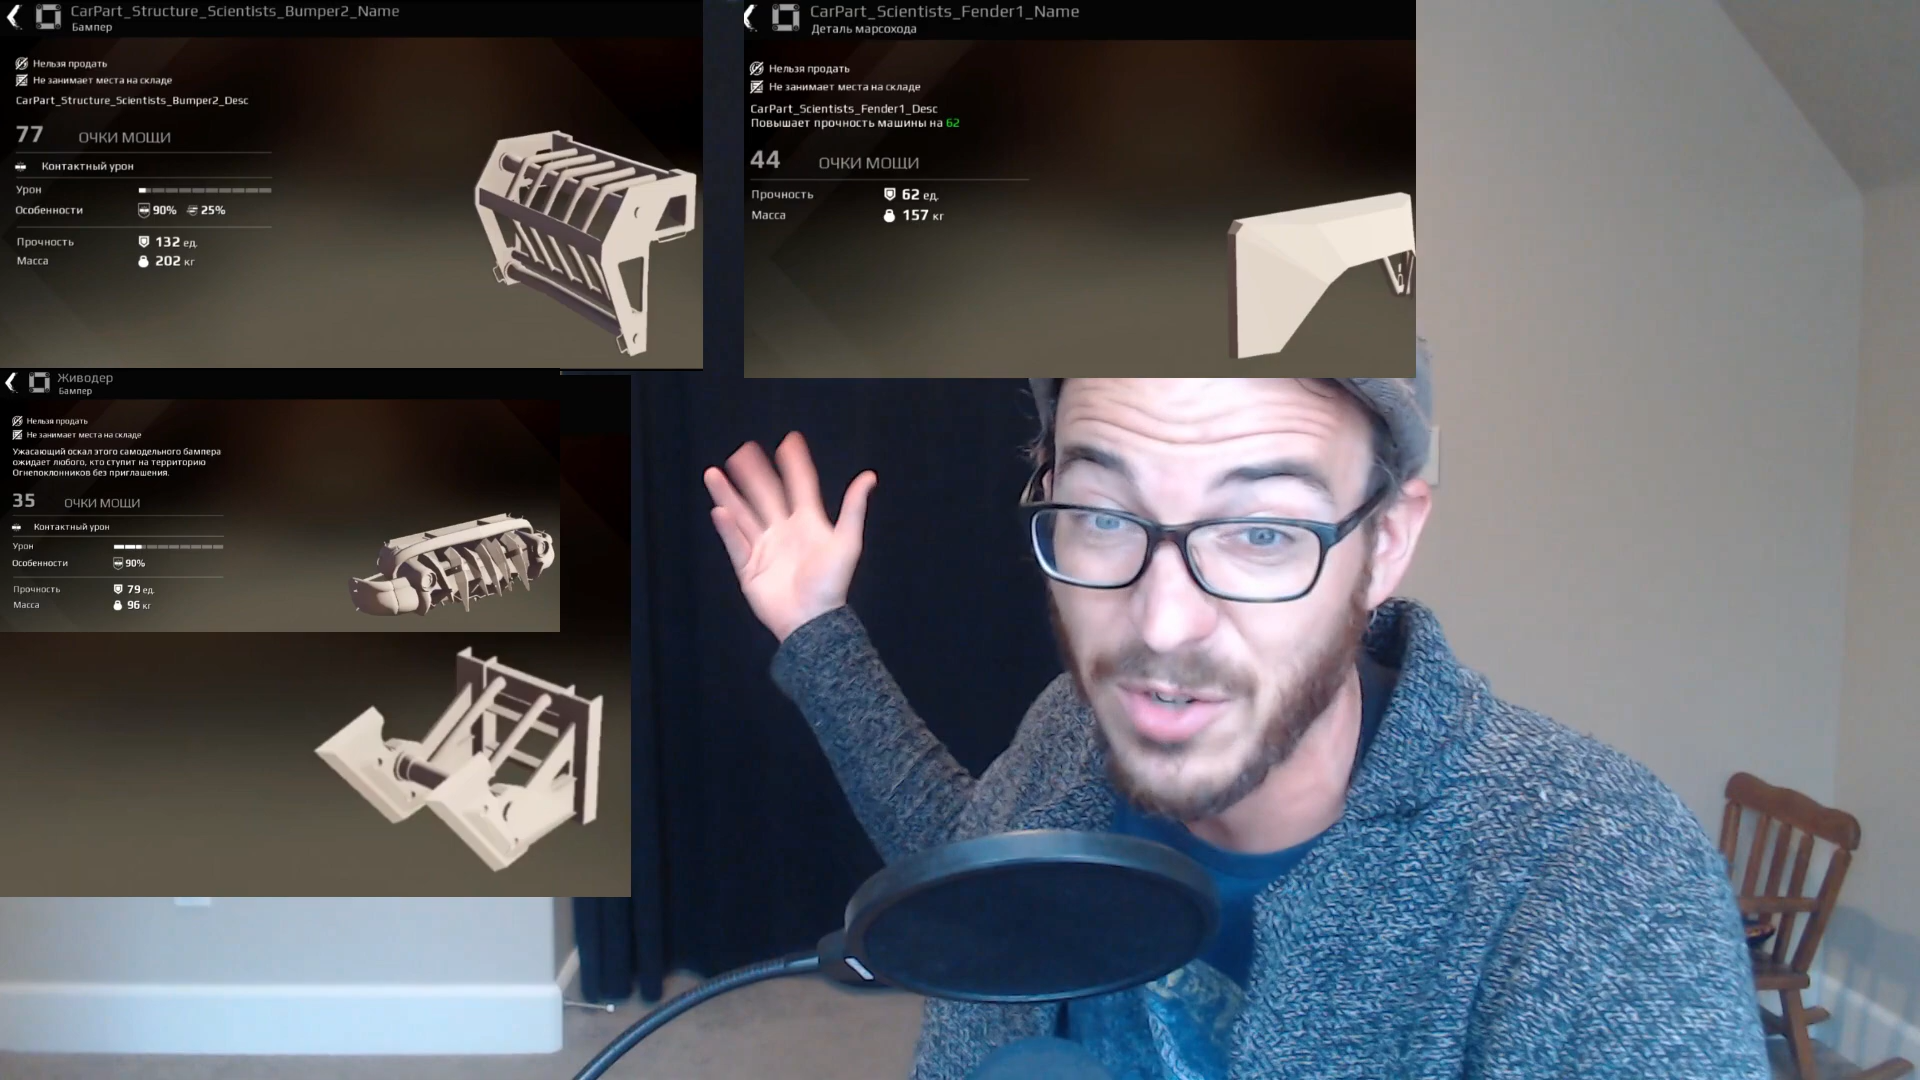 CarPart_Structure_Scientists_Bumper2_Name
Бампер
Нельзя продать
Не занимает места на складе
CarPart_Structure_Scientists_Bumper2_Desc
77 ОЧКИ МОЩИ
Контактный урон
Урон
Особенности 90% 25%
Прочность 132 ед.
Масса 202 кг
CarPart_Scientists_Fender1_Name
Деталь марсохода
Нельзя продать
Не занимает места на складе
CarPart_Scientists_Fender1_Desc
Повышает прочность машины на 62
44 ОЧКИ МОЩИ
Прочность 62 ед.
Масса 157 кг
Живодер
Бампер
Нельзя продать
Не занимает места на складе
Ужасающий оскал этого самодельного бампера
ожидает любого, кто ступит на территорию
Огнепоклонников без приглашения.
35 ОЧКИ МОЩИ
Контактный урон
Урон
Особенности 90%
Прочность 79 ед.
Масса 96 кг